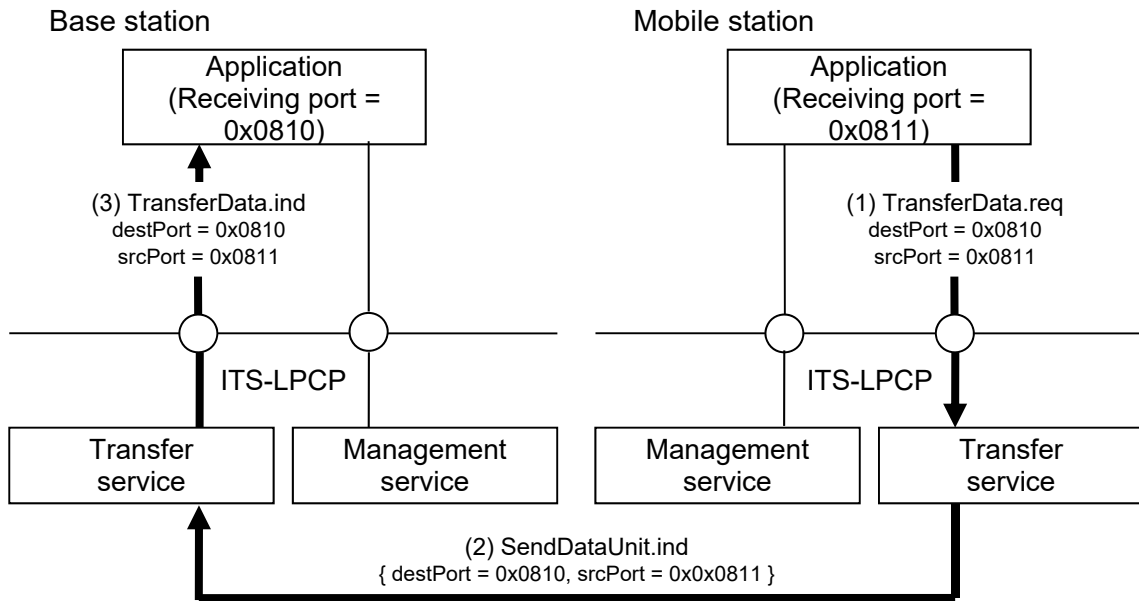 Base station
Mobile station
Application
(Receiving port =
0x0810)
Application
(Receiving port =
0x0811)
(3) TransferData.ind
destPort = 0x0810
srcPort = 0x0811
(1) TransferData.req
destPort = 0x0810
srcPort = 0x0811
ITS-LPCP
ITS-LPCP
Transfer
service
Management
service
Management
service
Transfer
service
(2) SendDataUnit.ind
{ destPort = 0x0810, srcPort = 0x0x0811 }